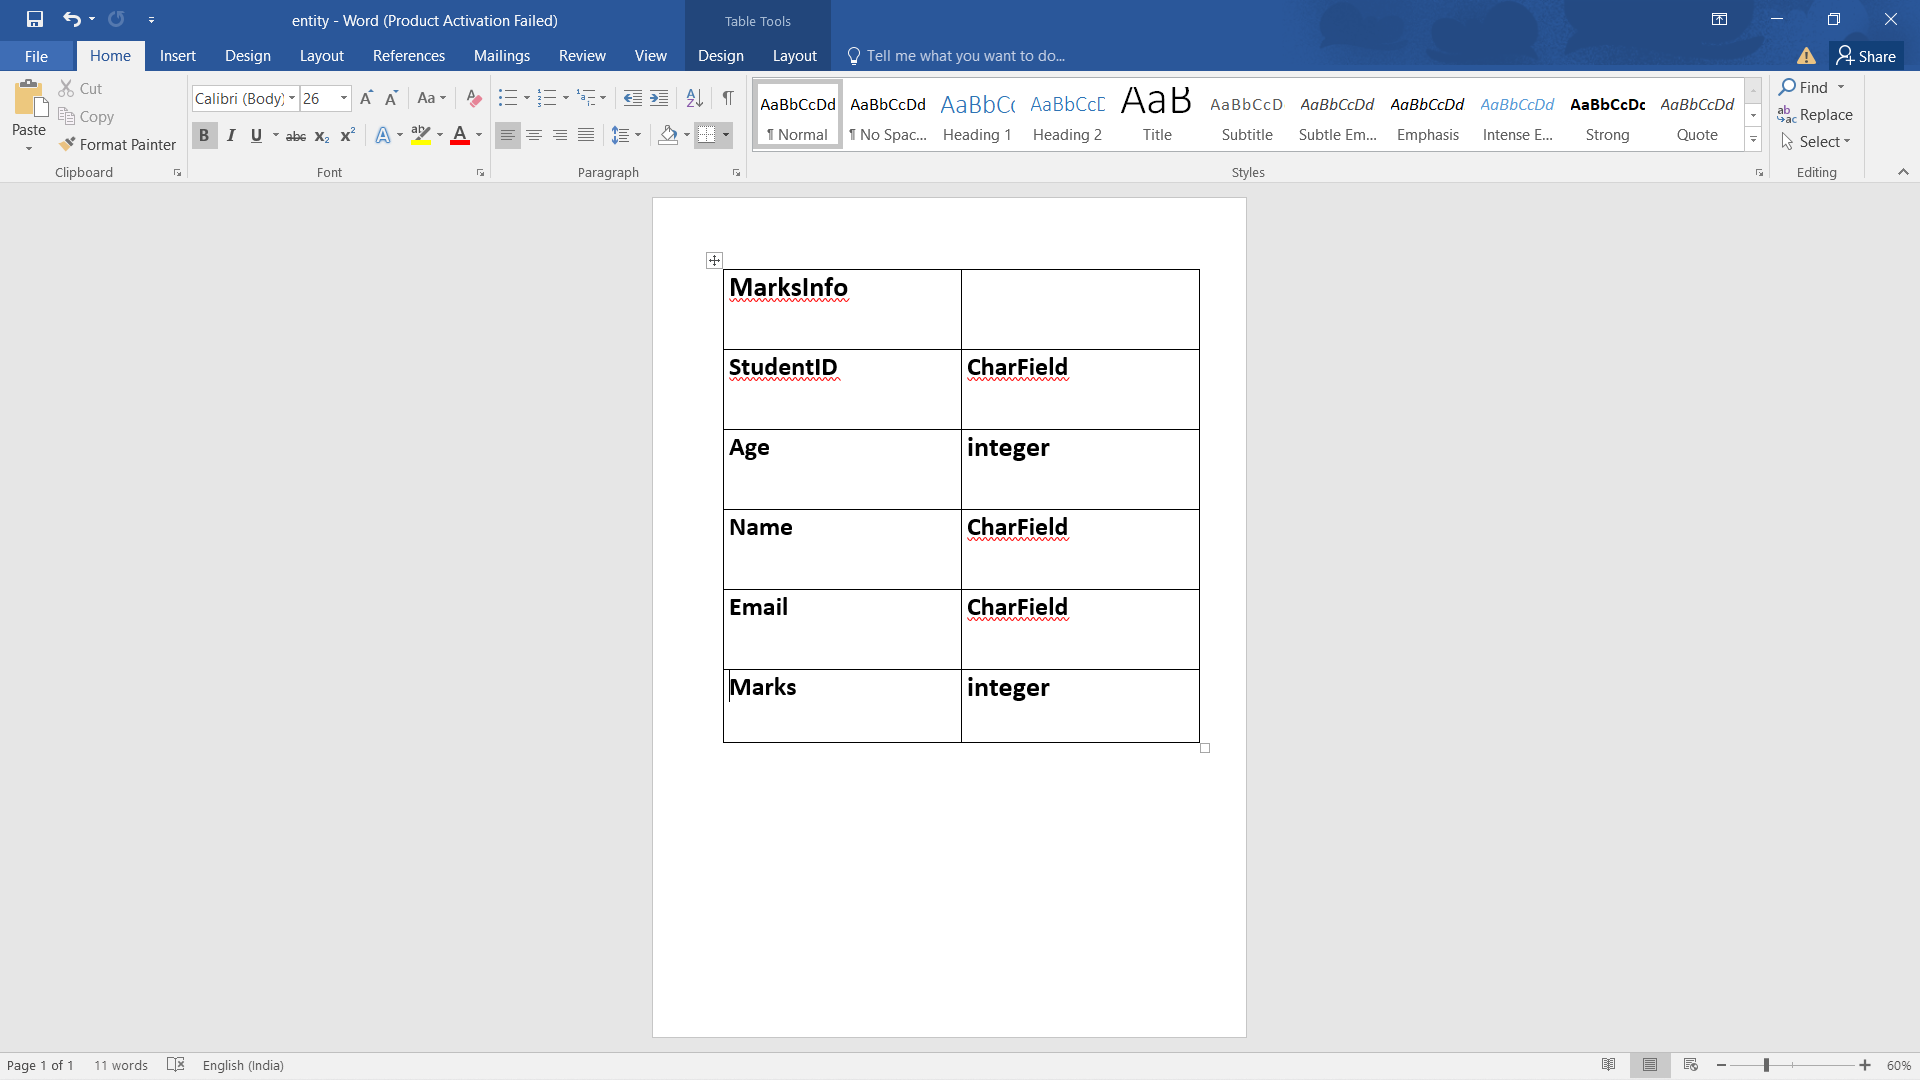 entity - Word (Product Activation Failed)
Table Tools
File Home Insert Design Layout References Mailings Review View Design Layout Tell me what you want to do... Share
Paste
Cut
Copy
Format Painter
Clipboard
Calibri (Body) 26
Font
Paragraph
AaBbCcDd AaBbCcDd AaBbCc AaBbCcD AaB AaBbCcD AaBbCcDd AaBbCcDd AaBbCcDd AaBbCcDc AaBbCcDd
¶ Normal ¶ No Spac... Heading 1 Heading 2 Title Subtitle Subtle Em... Emphasis Intense E... Strong Quote
Styles
Find
Replace
Select
Editing
MarksInfo
StudentID CharField
Age integer
Name CharField
Email CharField
Marks integer
Page 1 of 1 11 words English (India) 60%